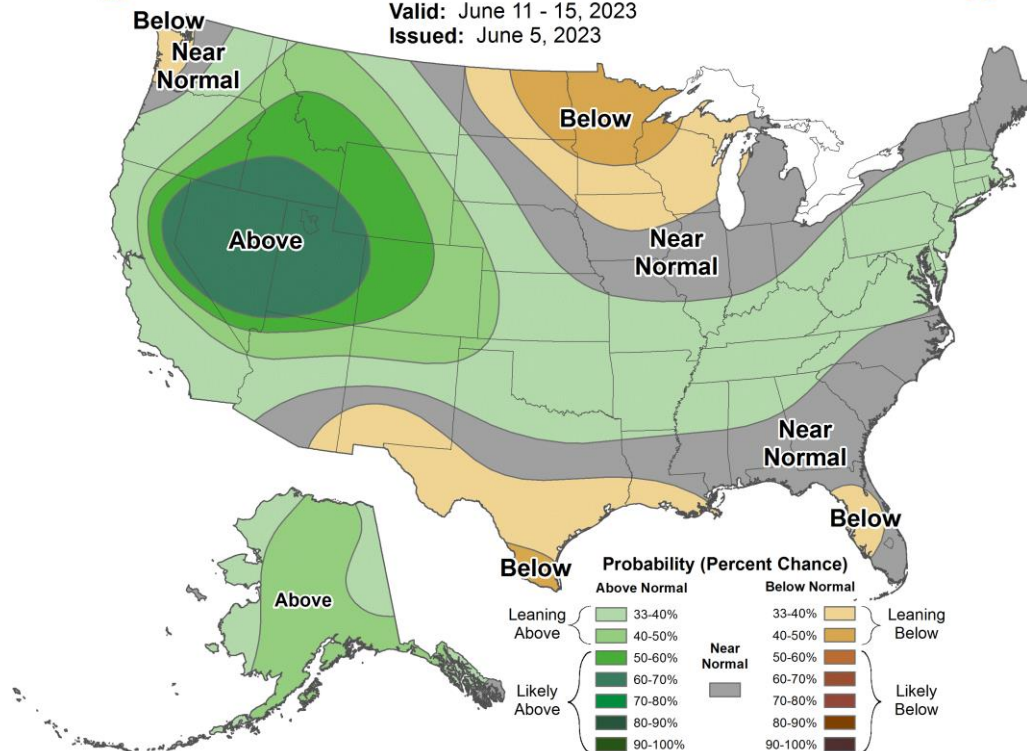 Valid: June 11 - 15, 2023
Issued: June 5, 2023
Below
Near
Normal
Below
Above
Near
Normal
Near
Normal
Below
Below
Above
Probability (Percent Chance)
Above Normal
Below Normal
Leaning
Above
33-40%
40-50%
Likely
Above
50-60%
60-70%
70-80%
80-90%
90-100%
Near
Normal
33-40%
40-50%
Leaning
Below
50-60%
60-70%
70-80%
80-90%
90-100%
Likely
Below